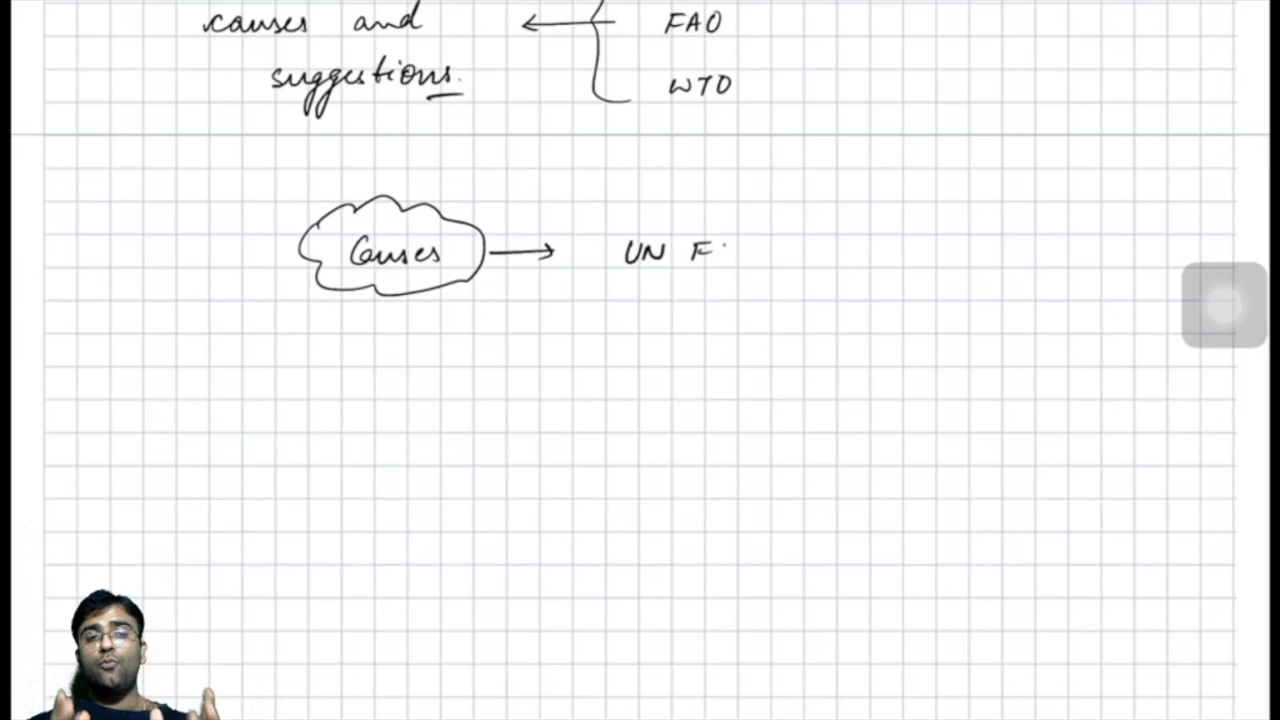 causes and
FAO
suggestions.
WTO
Causes
UN F